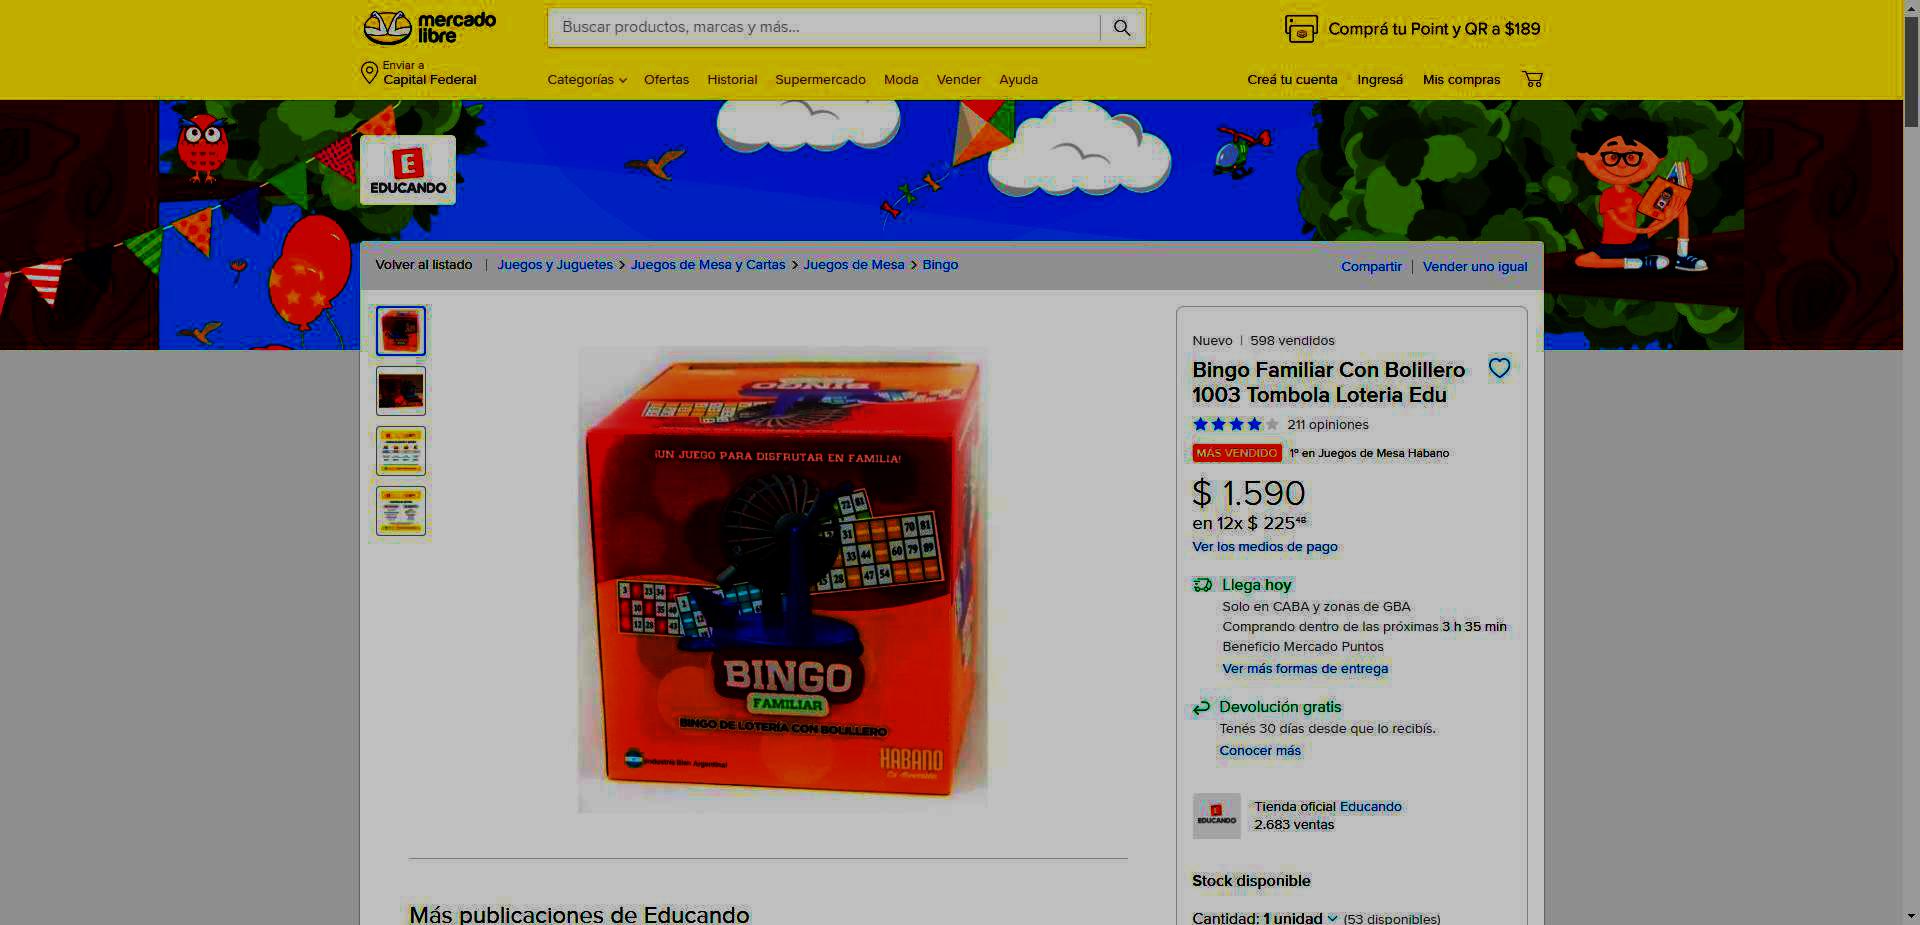 mercado
libre
Buscar productos, marcas y más...
Comprá tu Point y QR a $189
Enviar a
Capital Federal
Categorías
Ofertas
Historial
Supermercado
Moda
Vender
Ayuda
Creá tu cuenta
Ingresá
Mis compras
E
EDUCANDO
Volver al listado | Juegos y Juguetes > Juegos de Mesa y Cartas > Juegos de Mesa > Bingo
Compartir | Vender uno igual
Nuevo | 598 vendidos
Bingo Familiar Con Bolillero
1003 Tombola Loteria Edu
211 opiniones
MÁS VENDIDO 1º en Juegos de Mesa Habano
$ 1.590
en 12x $ 225⁴⁶
Ver los medios de pago
Llega hoy
Solo en CABA y zonas de GBA
Comprando dentro de las próximas 3 h 35 min
Beneficio Mercado Puntos
Ver más formas de entrega
Devolución gratis
Tenés 30 días desde que lo recibís.
Conocer más
EDUCANDO
Tienda oficial Educando
2.683 ventas
Stock disponible
Cantidad: 1 unidad (53 disponibles)
BINGO
¡UN JUEGO PARA DISFRUTAR EN FAMILIA!
BINGO
FAMILIAR
BINGO DE LOTERÍA CON BOLILLERO
Industria Bien Argentina!
HABANO
Más publicaciones de Educando